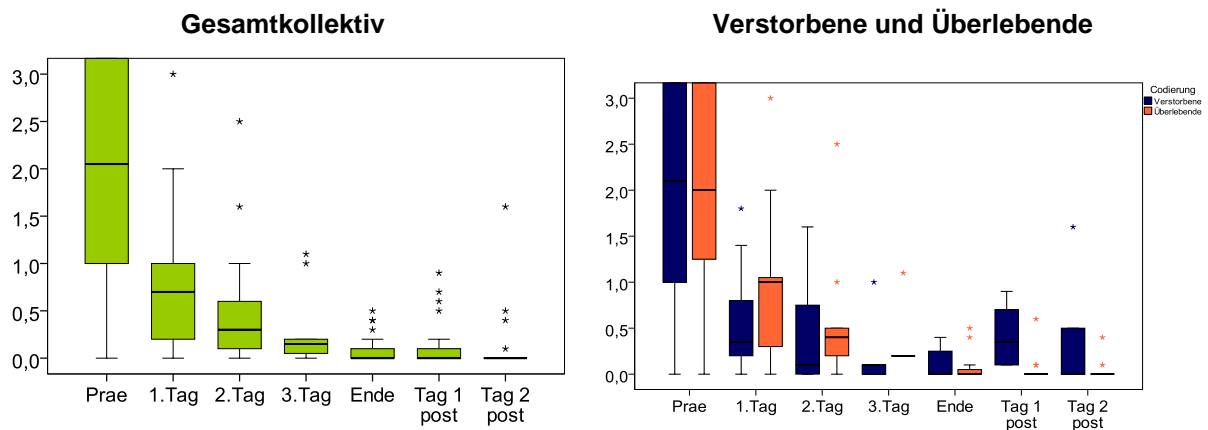 Gesamtkollektiv
3,0
2,0
1,5
1,0
0,5
0,0
Prae 1.Tag 2.Tag 3.Tag Ende Tag 1 Tag 2
post post
Verstorbene und Überlebende
Codierung
Verstorbene
Überlebende
3,0
2,5
2,0
1,5
1,0
0,5
0,0
Prae 1.Tag 2.Tag 3.Tag Ende Tag 1 Tag 2
post post